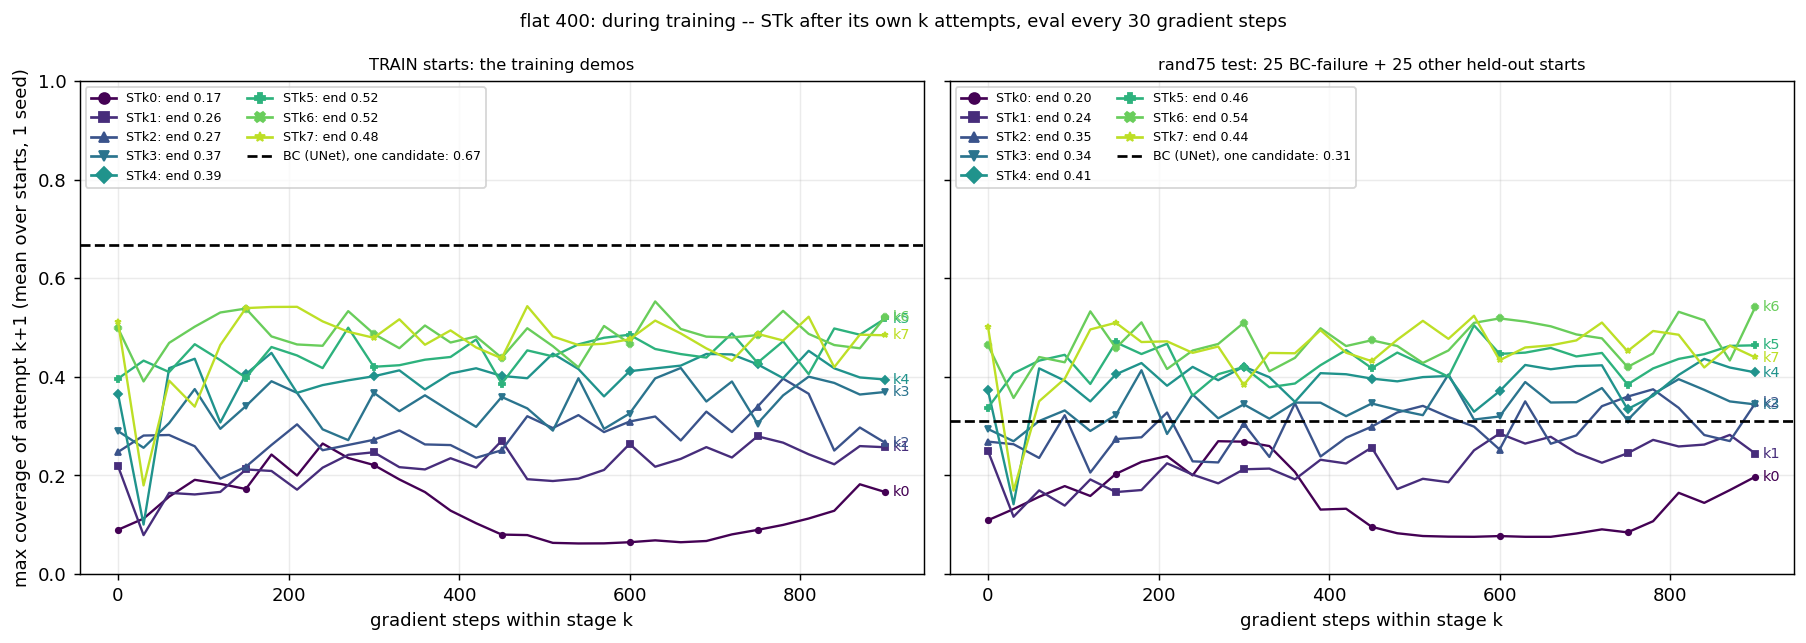 flat 400: during training -- STk after its own k attempts, eval every 30 gradient steps
TRAIN starts: the training demos
max coverage of attempt k+1 (mean over starts, 1 seed)
1.0
0.8
0.6
0.4
0.2
0.0
STk0: end 0.17
STk1: end 0.26
STk2: end 0.27
STk3: end 0.37
STk4: end 0.39
STk5: end 0.52
STk6: end 0.52
STk7: end 0.48
BC (UNet), one candidate: 0.67
k6
k5
k7
k4
k3
k2
k1
k0
0
200
400
600
800
gradient steps within stage k
rand75 test: 25 BC-failure + 25 other held-out starts
STk0: end 0.20
STk1: end 0.24
STk2: end 0.35
STk3: end 0.34
STk4: end 0.41
STk5: end 0.46
STk6: end 0.54
STk7: end 0.44
BC (UNet), one candidate: 0.31
k6
k5
k7
k4
k2
k3
k1
k0
0
200
400
600
800
gradient steps within stage k